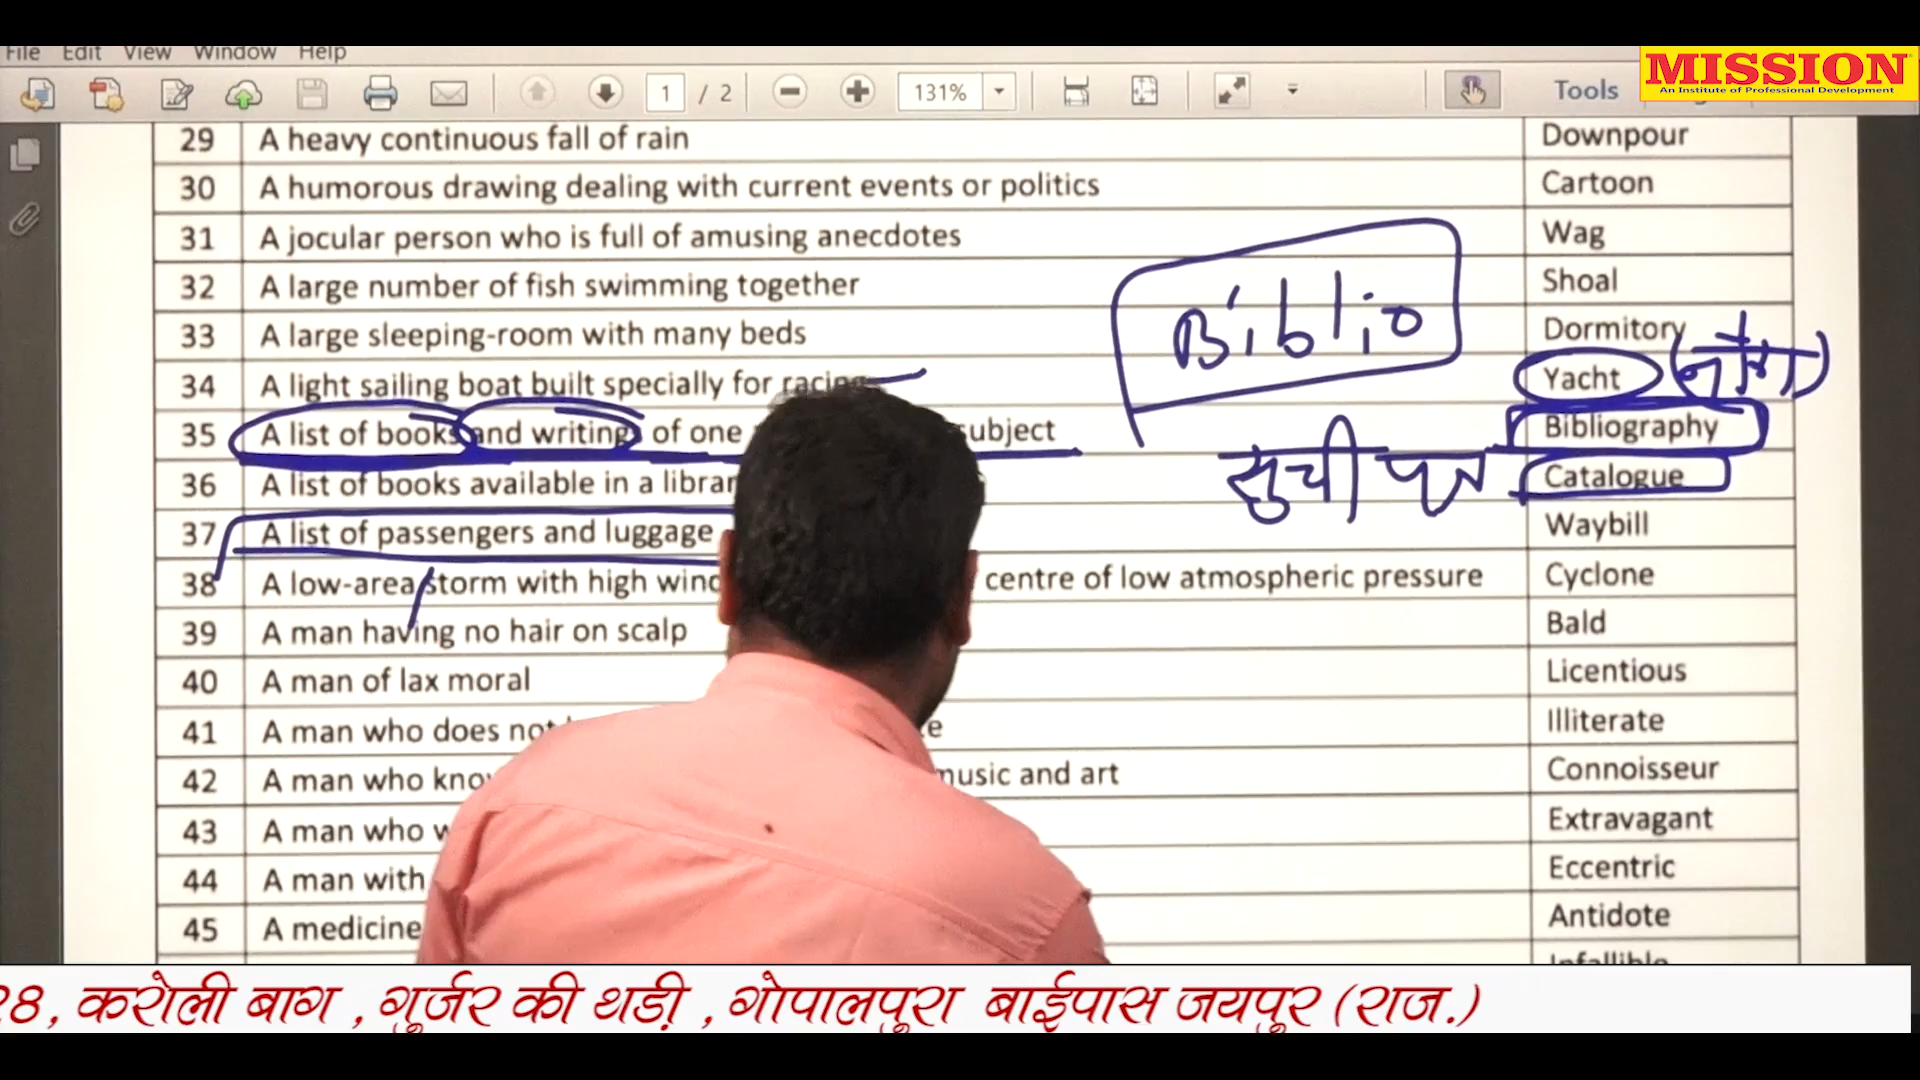 File Edit View Window Help
1 / 2 131% Tools
MISSION
An Institute of Professional Development
29 A heavy continuous fall of rain Downpour
30 A humorous drawing dealing with current events or politics Cartoon
31 A jocular person who is full of amusing anecdotes Wag
32 A large number of fish swimming together Shoal
33 A large sleeping-room with many beds Dormitory
Biblio
34 A light sailing boat built specially for racing Yacht
35 A list of books and writings of one subject Bibliography
36 A list of books available in a Catalogue
सुची पत्र
37 A list of passengers and luggage Waybill
38 A low-area storm with high centre of low atmospheric pressure Cyclone
39 A man having no hair on scalp Bald
40 A man of lax moral Licentious
41 A man who does Illiterate
42 A man who music and art Connoisseur
43 A man who Extravagant
44 A man with Eccentric
45 A medicine Antidote
28, करोली बाग , गुर्जर की थडी़ , गोपालपुरा बाईपास जयपुर (राज.)